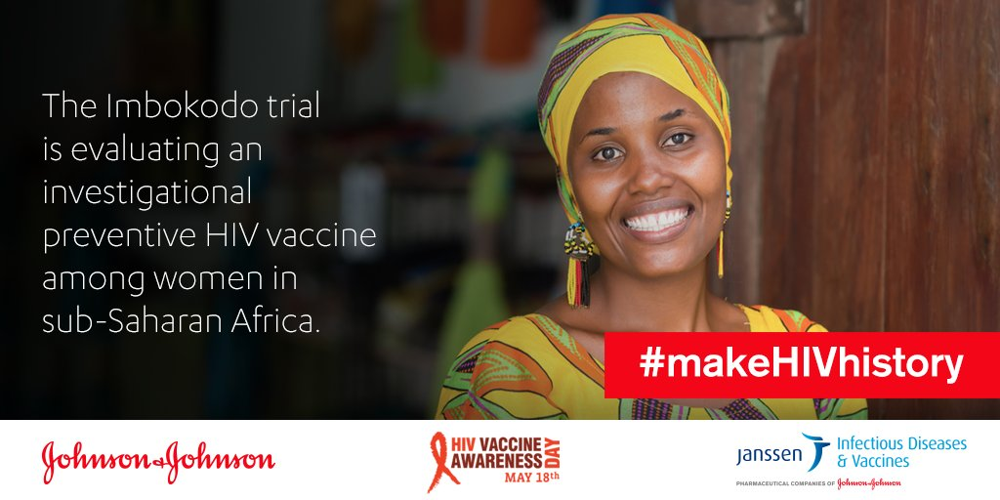 The Imbokodo trial
is evaluating an
investigational
preventive HIV vaccine
among women in
sub-Saharan Africa.
#makeHIVhistory
Johnson & Johnson
HIV VACCINE
AWARENESS
DAY
MAY 18th
Janssen
Infectious Diseases
& Vaccines
PHARMACEUTICAL COMPANIES OF Johnson & Johnson